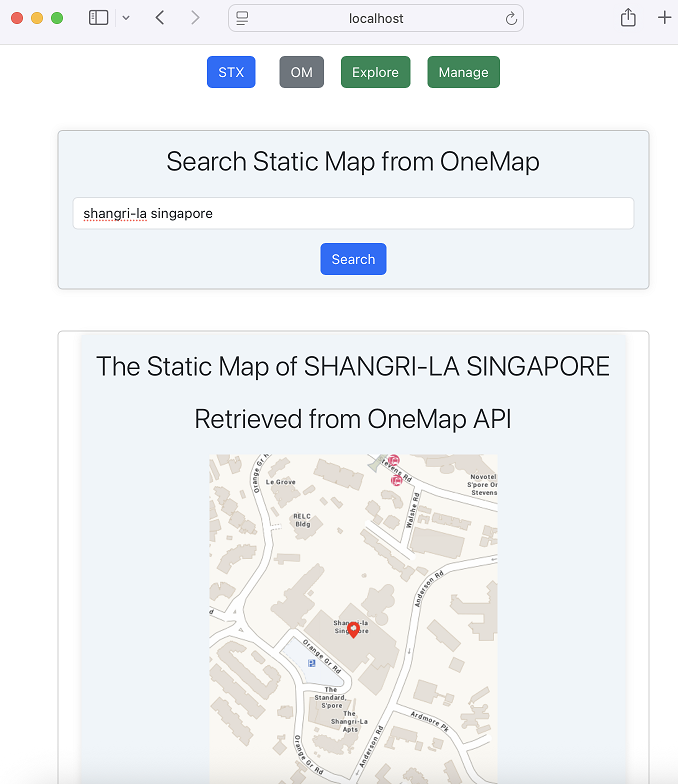 localhost
STX
OM
Explore
Manage
Search Static Map from OneMap
shangri-la singapore
Search
The Static Map of SHANGRI-LA SINGAPORE
Retrieved from OneMap API
Orange Gr R
evens Rd
Le Grove
Novotel
S'pore On
Stevens
Walshe Rd
RELC
Bldg
Anderson Rd
d
Shangri-la
Singapore
Orange Gr Rd
The
Standard,
S'pore
The
Shangri-La
Apts
Ardmore Pk
Orange Gr Rd
Anderson Rd